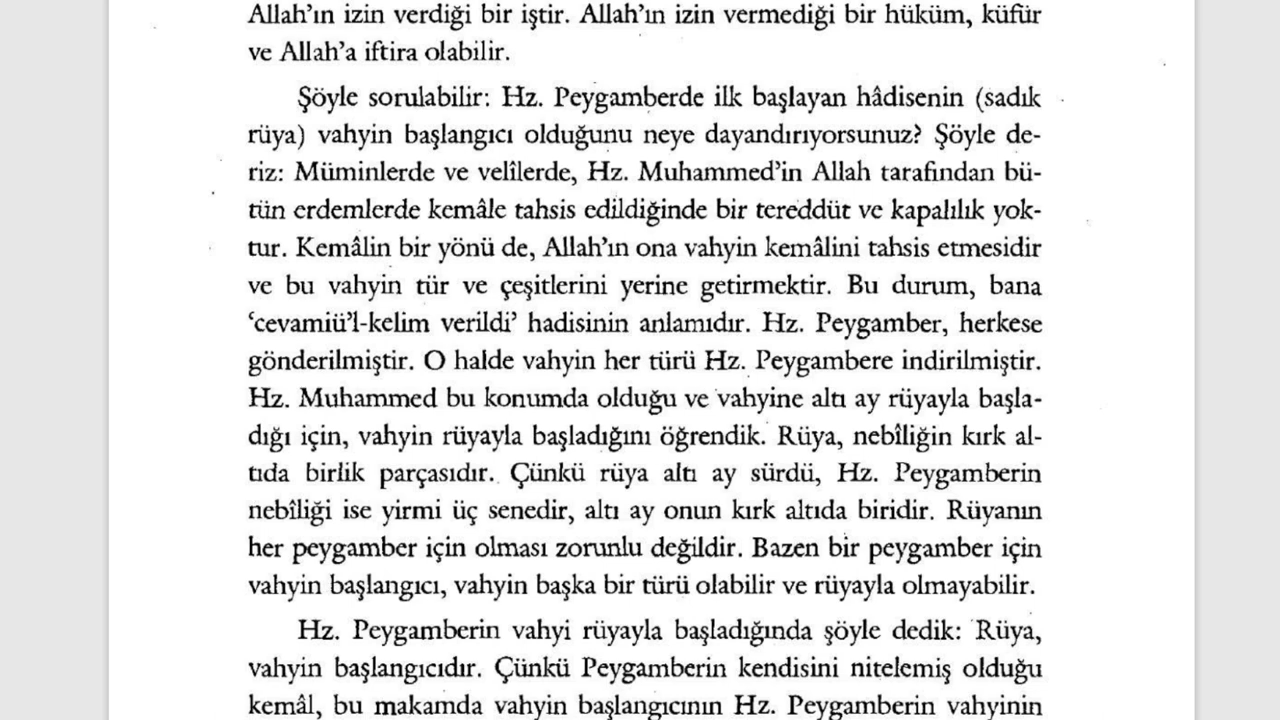 Allah’ın izin verdiği bir iştir. Allah’ın izin vermediği bir hüküm, küfür
ve Allah’a iftira olabilir.
Şöyle sorulabilir: Hz. Peygamberde ilk başlayan hâdisenin (sadık
rüya) vahyin başlangıcı olduğunu neye dayandırıyorsunuz? Şöyle de-
riz: Müminlerde ve velîlerde, Hz. Muhammed’in Allah tarafından bü-
tün erdemlerde kemâle tahsis edildiğinde bir tereddüt ve kapalılık yok-
tur. Kemâlin bir yönü de, Allah’ın ona vahyin kemâlini tahsis etmesidir
ve bu vahyin tür ve çeşitlerini yerine getirmektir. Bu durum, bana
‘cevamiü’l-kelim verildi’ hadisinin anlamıdır. Hz. Peygamber, herkese
gönderilmiştir. O halde vahyin her türü Hz. Peygambere indirilmiştir.
Hz. Muhammed bu konumda olduğu ve vahyine altı ay rüyayla başla-
dığı için, vahyin rüyayla başladığını öğrendik. Rüya, nebîliğin kırk al-
tıda birlik parçasıdır. Çünkü rüya altı ay sürdü, Hz. Peygamberin
nebîliği ise yirmi üç senedir, altı ay onun kırk altıda biridir. Rüyanın
her peygamber için olması zorunlu değildir. Bazen bir peygamber için
vahyin başlangıcı, vahyin başka bir türü olabilir ve rüyayla olmayabilir.
Hz. Peygamberin vahyi rüyayla başladığında şöyle dedik: Rüya,
vahyin başlangıcıdır. Çünkü Peygamberin kendisini nitelemiş olduğu
kemâl, bu makamda vahyin başlangıcının Hz. Peygamberin vahyinin